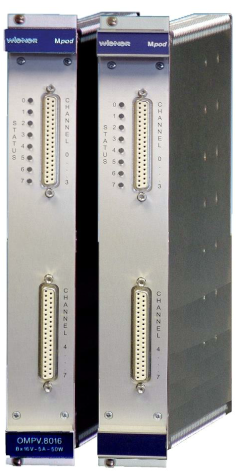 WIENER Mpod
0
1
2
3
4
5
6
7
STATUS
CHANNEL 0 - 3
CHANNEL 4 - 7
OMPV.8016
8x16V-5A-50W
WIENER Mpod
0
1
2
3
4
5
6
7
STATUS
CHANNEL 0 - 3
CHANNEL 4 - 7